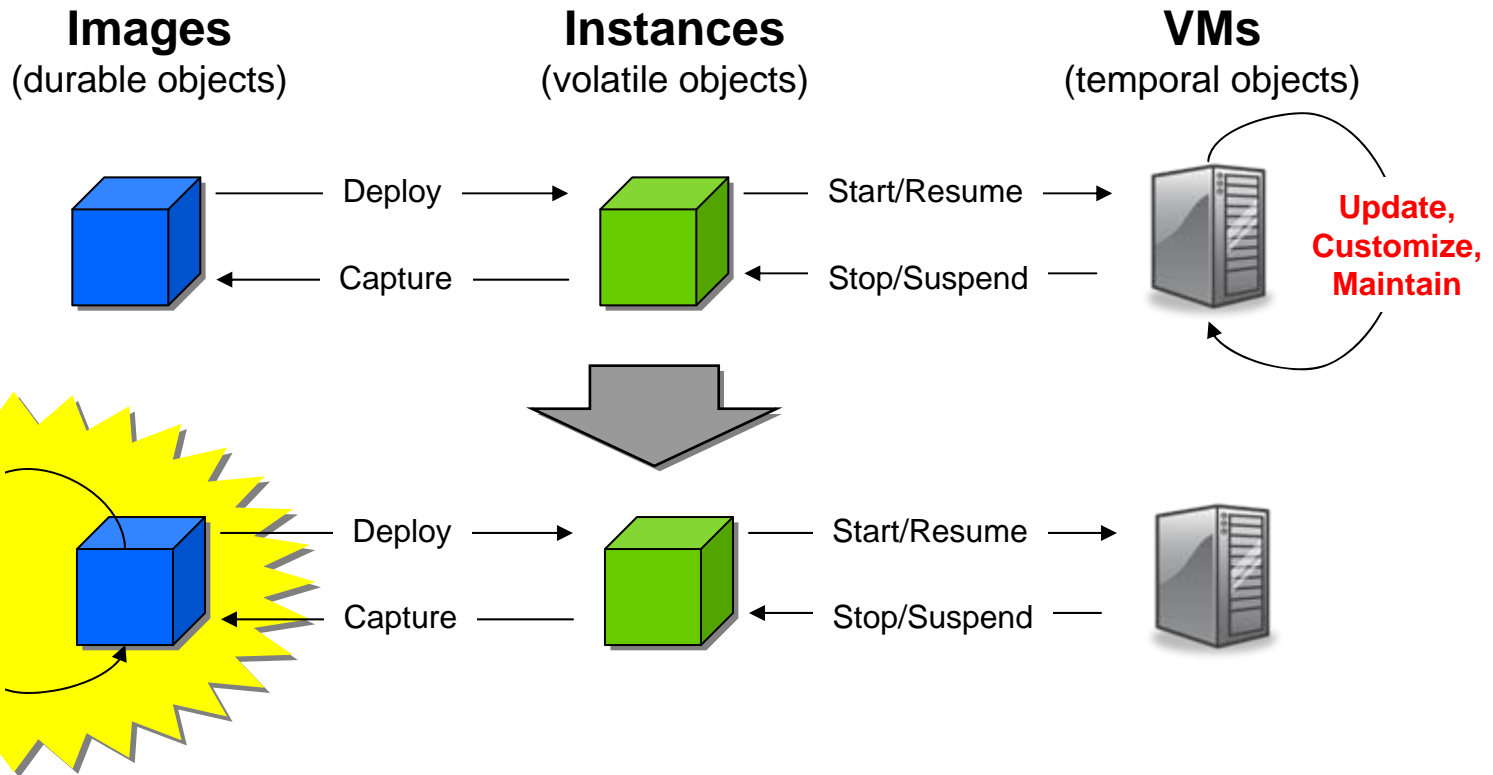 Images
(durable objects)
Instances
(volatile objects)
VMs
(temporal objects)
Deploy
Start/Resume
Update,
Customize,
Maintain
Capture
Stop/Suspend
Deploy
Start/Resume
Capture
Stop/Suspend